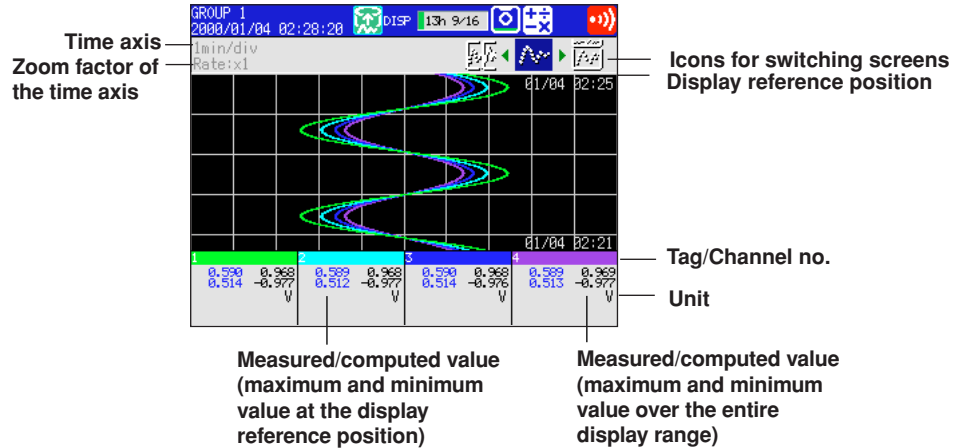 GROUP 1
2000/01/04 02:28:20
DISP
13h 9/16
Time axis
Zoom factor of
the time axis
1min/div
Rate:x1
Icons for switching screens
Display reference position
01/04 02:25
01/04 02:21
1
2
3
4
0.590 0.968
0.514 -0.977
V
0.589 0.968
0.512 -0.977
V
0.590 0.968
0.514 -0.976
V
0.589 0.969
0.513 -0.977
V
Tag/Channel no.
Unit
Measured/computed value
(maximum and minimum
value at the display
reference position)
Measured/computed value
(maximum and minimum
value over the entire
display range)